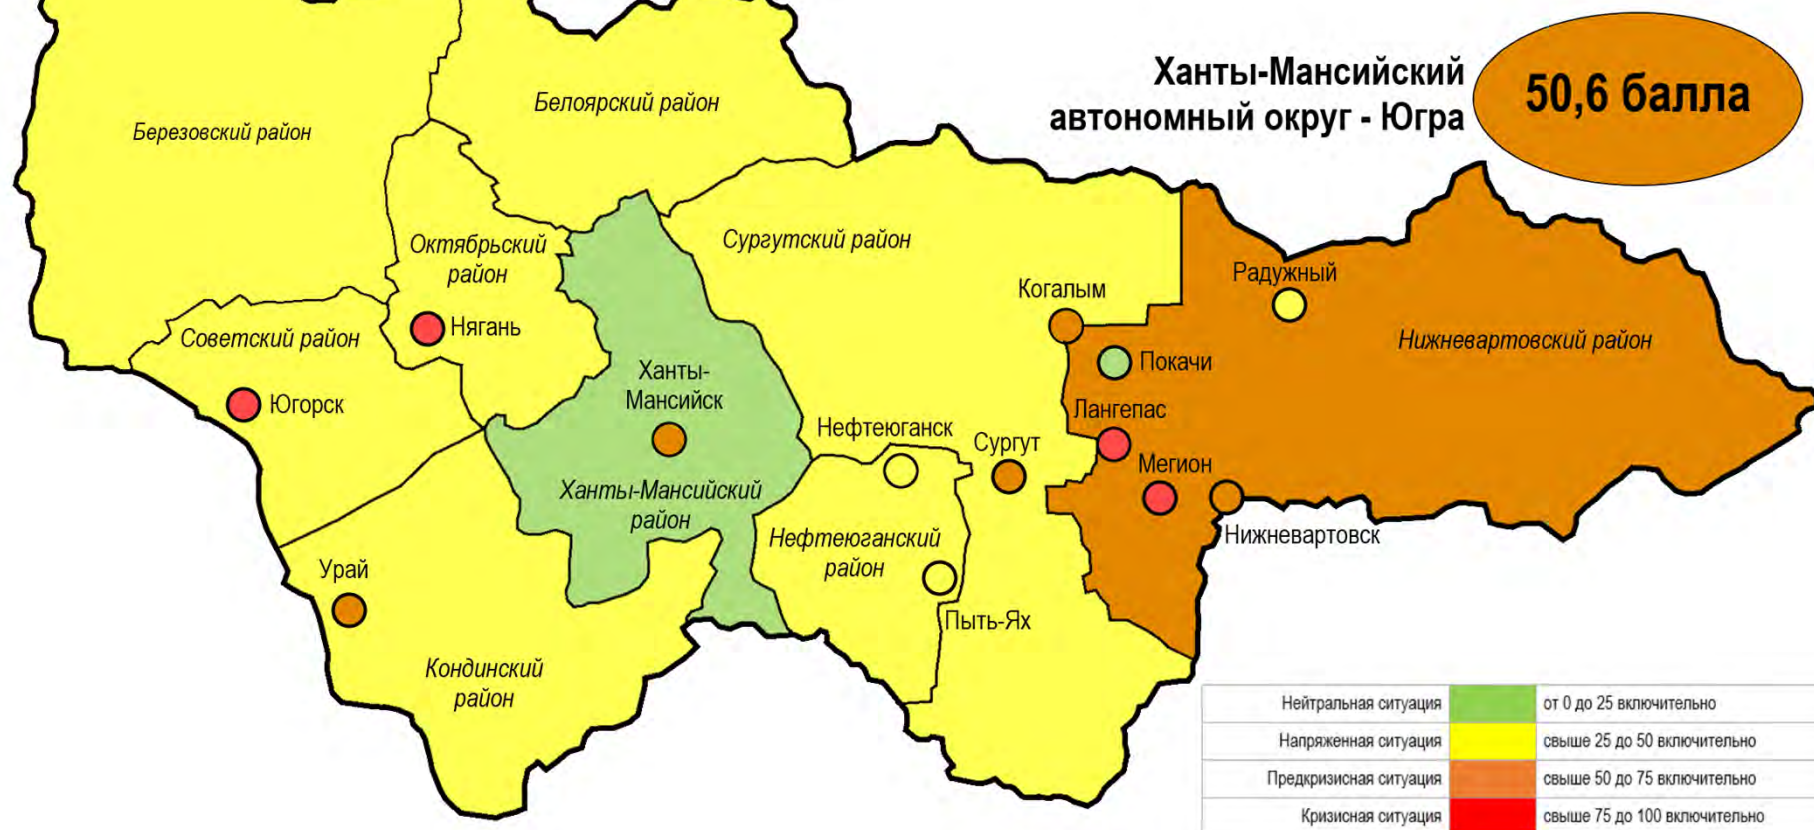 Ханты-Мансийский
автономный округ - Югра
50,6 балла
Белоярский район
Березовский район
Октябрьский
район
Сургутский район
Радужный
Когалым
Нягань
Советский район
Нижневартовский район
Покачи
Ханты-
Мансийск
Югорск
Лангепас
Нефтеюганск
Сургут
Мегион
Ханты-Мансийский
район
Нижневартовск
Нефтеюганский
район
Урай
Пыть-Ях
Кондинский
район
Нейтральная ситуация от 0 до 25 включительно
Напряженная ситуация свыше 25 до 50 включительно
Предкризисная ситуация свыше 50 до 75 включительно
Кризисная ситуация свыше 75 до 100 включительно